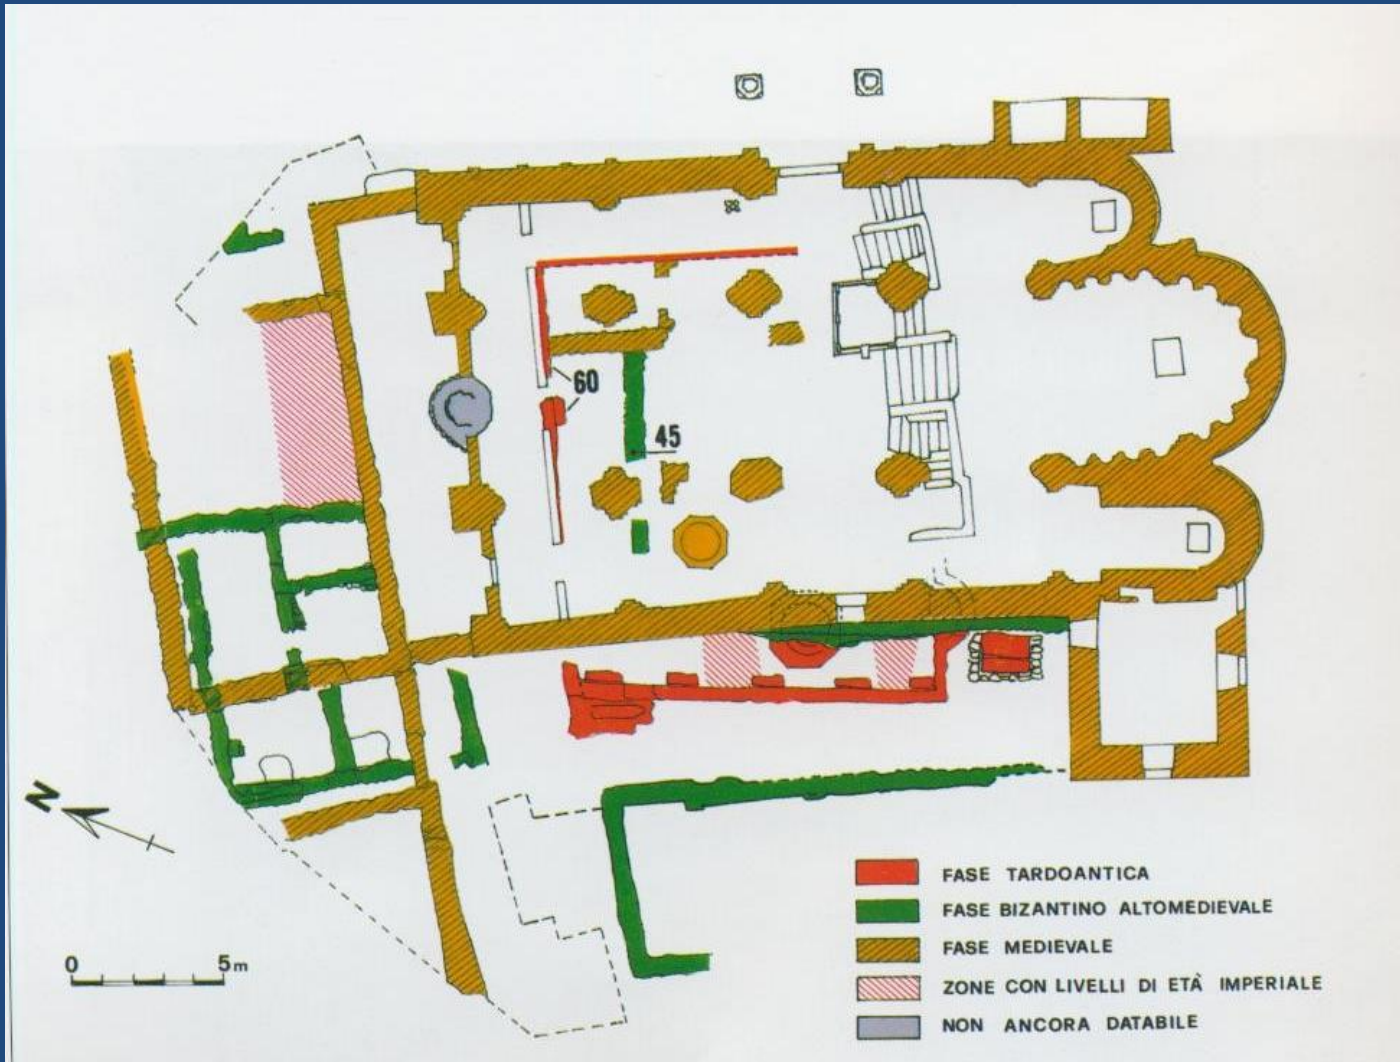 60
45
N
0 5m
FASE TARDOANTICA
FASE BIZANTINO ALTOMEDIEVALE
FASE MEDIEVALE
ZONE CON LIVELLI DI ETÀ IMPERIALE
NON ANCORA DATABILE